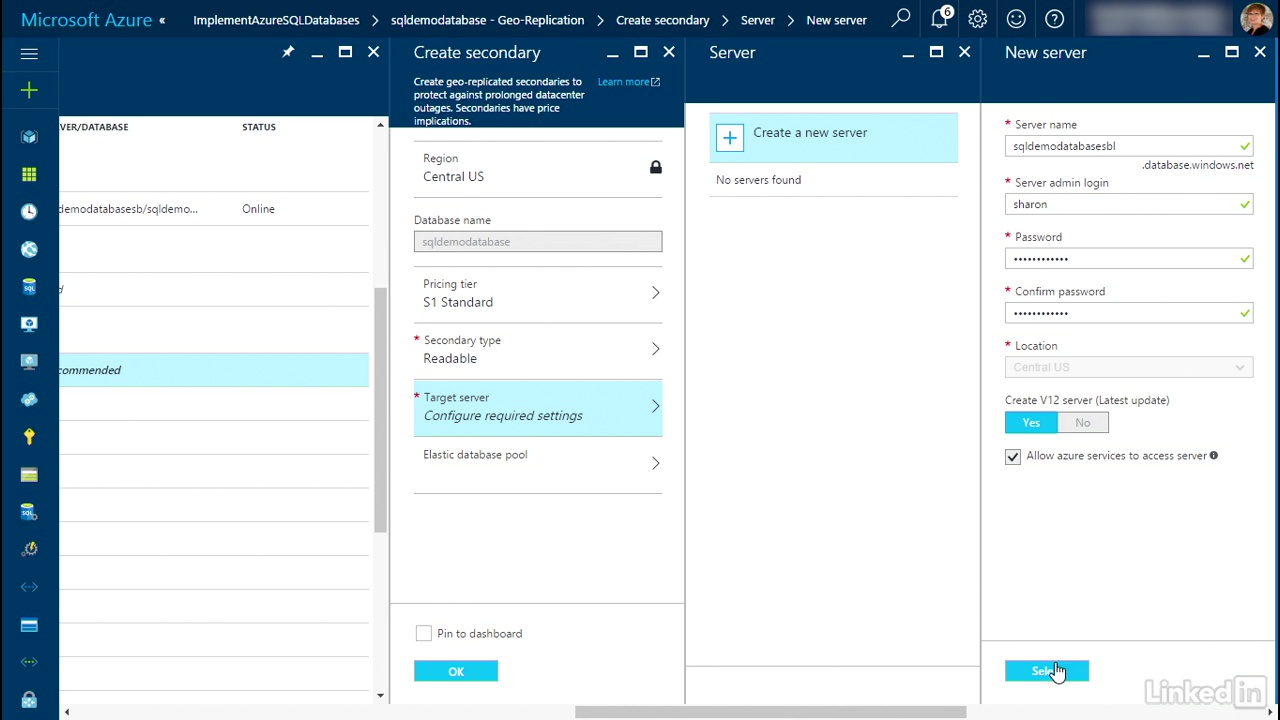 Microsoft Azure «
ImplementAzureSQLDatabases > sqldemodatabase - Geo-Replication > Create secondary > Server > New server
6
VER/DATABASE
STATUS
demodatabasesb/sqldemo...
Online
commended
Create secondary
Create geo-replicated secondaries to
protect against prolonged datacenter
outages. Secondaries have price
implications.
Learn more
Region
Central US
Database name
sqldemodatabase
Pricing tier
S1 Standard
* Secondary type
Readable
* Target server
Configure required settings
Elastic database pool
Pin to dashboard
OK
Server
Create a new server
No servers found
New server
* Server name
sqldemodatabasesbl
.database.windows.net
* Server admin login
sharon
* Password
••••••••••••
* Confirm password
••••••••••••
* Location
Central US
Create V12 server (Latest update)
Yes
No
Allow azure services to access server
LinkedIn